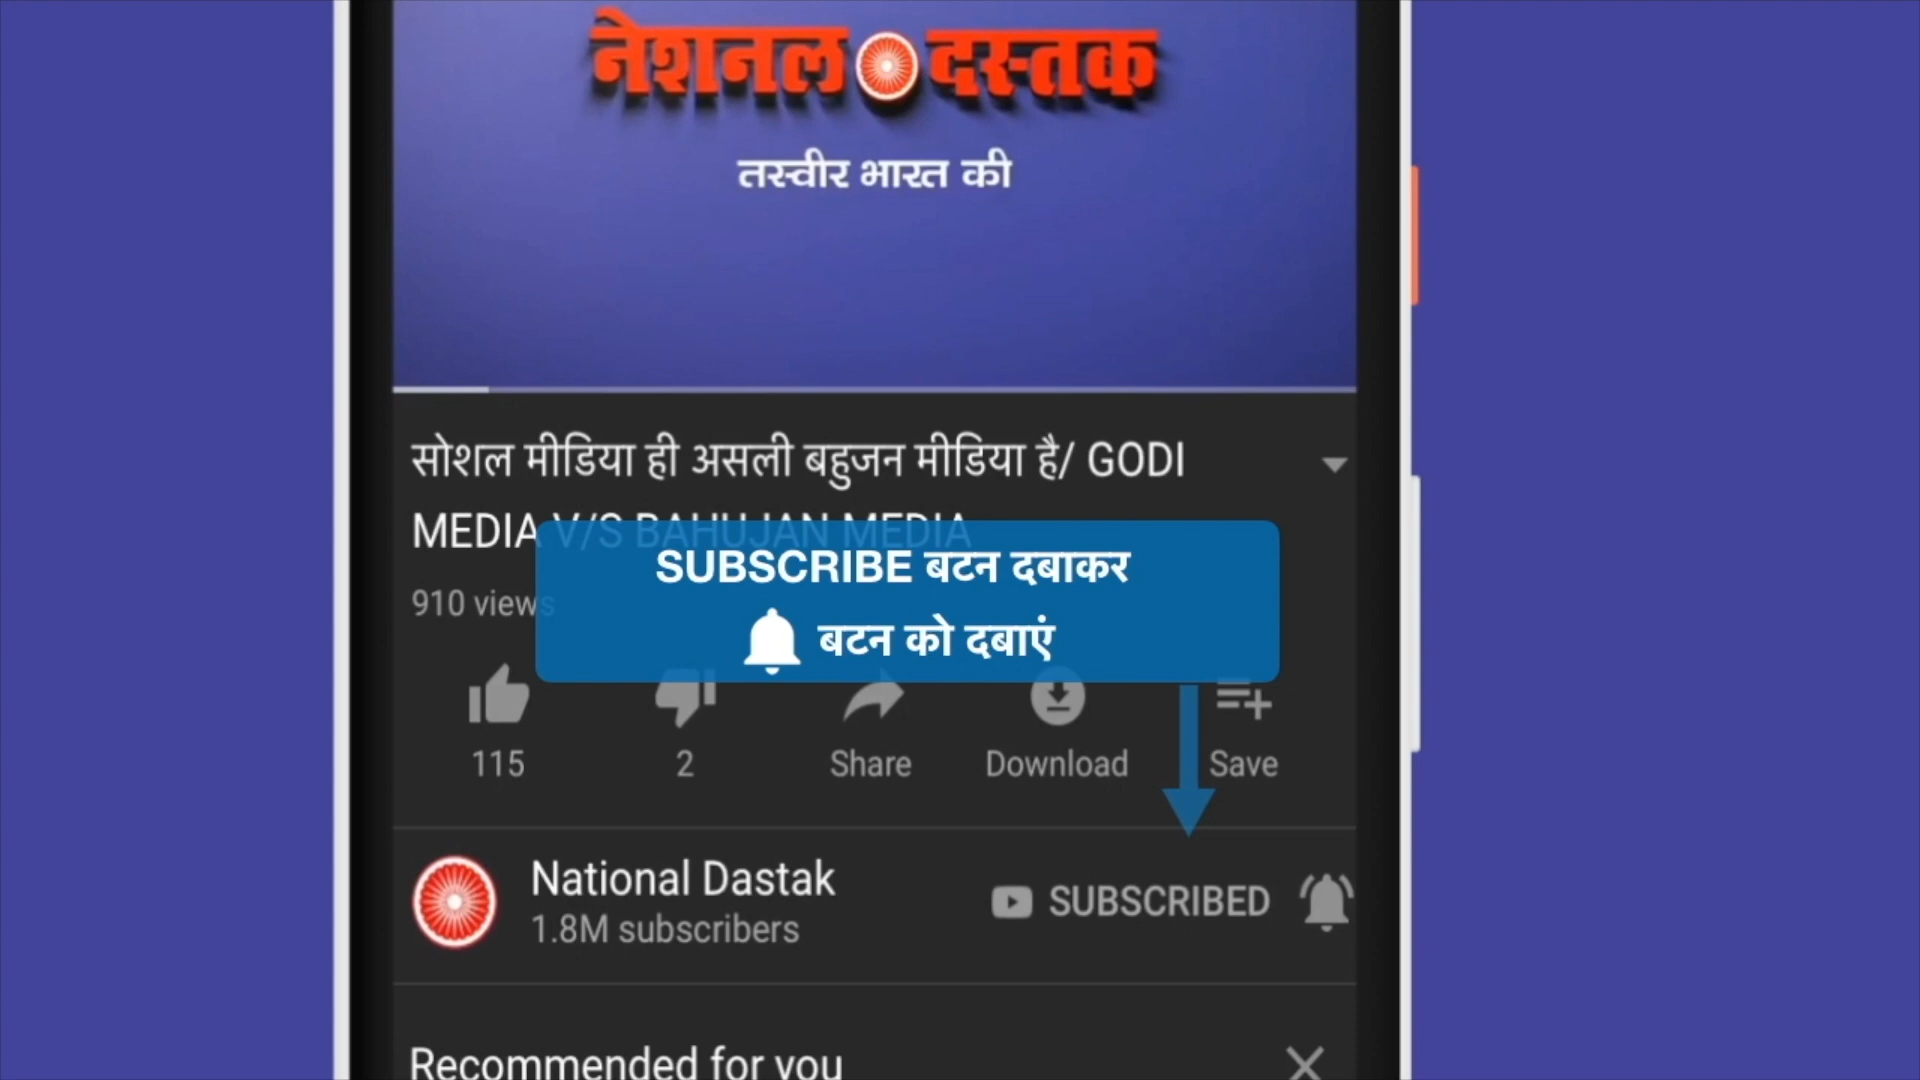 नेशनल दस्तक
तस्वीर भारत की
सोशल मीडिया ही असली बहुजन मीडिया है/ GODI
MEDIA V/S BAHUJAN MEDIA
SUBSCRIBE बटन दबाकर
बटन को दबाएं
910 views
115
2
Share
Download
Save
National Dastak
1.8M subscribers
SUBSCRIBED
Recommended for you